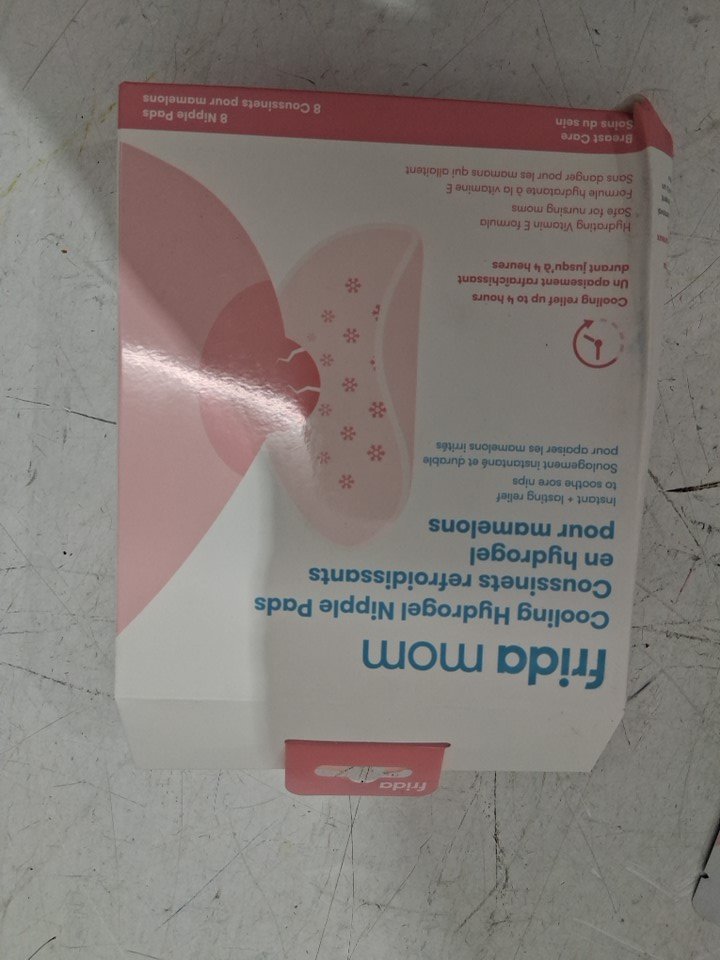 frida
frida mom
Cooling Hydrogel Nipple Pads
Coussinets refroidissants
en hydrogel
pour mamelons
Instant + lasting relief
to soothe sore nips
Soulagement instantané et durable
pour apaiser les mamelons irrités
Cooling relief up to 4 hours
Un apaisement rafraîchissant
durant jusqu'à 4 heures
Hydrating Vitamin E formula
Safe for nursing moms
Formule hydratante à la vitamine E
Sans danger pour les mamans qui allaitent
Breast Care
Soins du sein
8 Nipple Pads
8 Coussinets pour mamelons